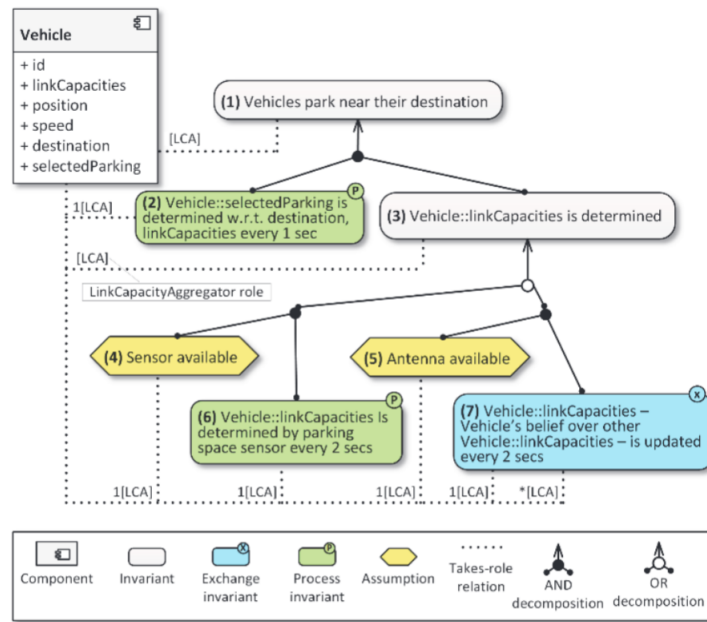 Vehicle
+ id
+ linkCapacities
+ position
+ speed
+ destination
+ selectedParking
(1) Vehicles park near their destination
[LCA]
P
(2) Vehicle::selectedParking is
determined w.r.t. destination,
linkCapacities every 1 sec
1[LCA]
(3) Vehicle::linkCapacities is determined
[LCA]
LinkCapacityAggregator role
(4) Sensor available
(5) Antenna available
P
(6) Vehicle::linkCapacities Is
determined by parking
space sensor every 2 secs
X
(7) Vehicle::linkCapacities –
Vehicle's belief over other
Vehicle::linkCapacities – is updated
every 2 secs
1[LCA]
1[LCA]
1[LCA]
1[LCA]
*[LCA]
Component
Invariant
X
Exchange
invariant
P
Process
invariant
Assumption
Takes-role
relation
AND
decomposition
OR
decomposition